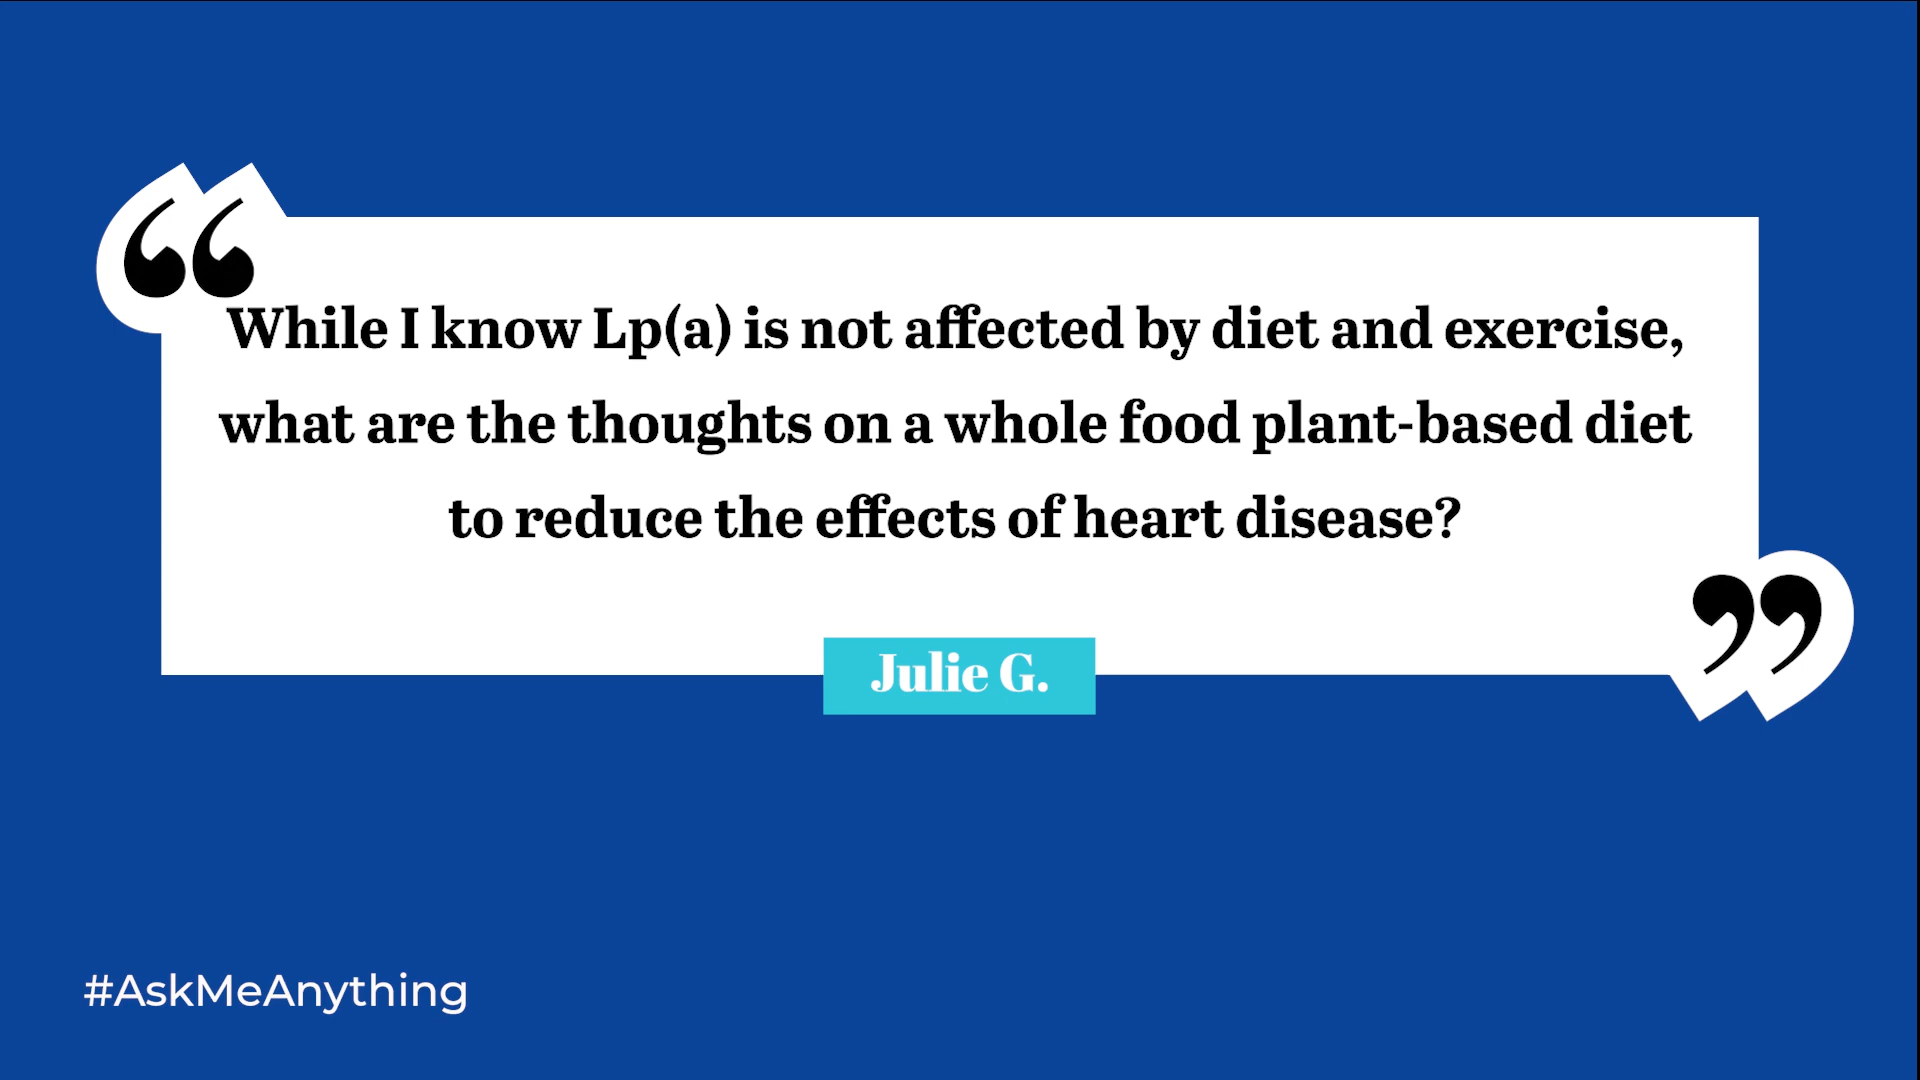 “
While I know Lp(a) is not affected by diet and exercise,
what are the thoughts on a whole food plant-based diet
to reduce the effects of heart disease?
”
Julie G.
#AskMeAnything